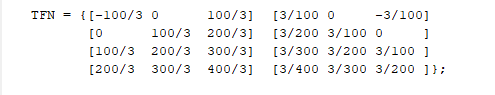 TFN = {[-100/3 0 100/3] [3/100 0 -3/100]
[0 100/3 200/3] [3/200 3/100 0 ]
[100/3 200/3 300/3] [3/300 3/200 3/100 ]
[200/3 300/3 400/3] [3/400 3/300 3/200 ]};